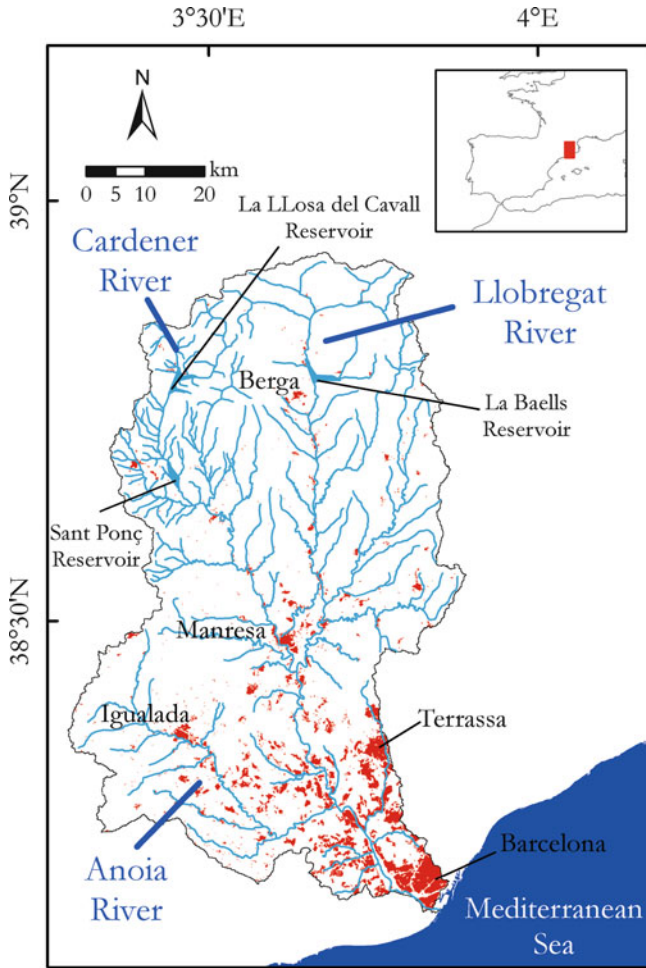 3°30'E
4°E
N
km
0 5 10 20
39°N
La LLosa del Cavall
Reservoir
Cardener
River
Llobregat
River
Berga
La Baells
Reservoir
Sant Ponç
Reservoir
38°30'N
Manresa
Igualada
Terrassa
Anoia
River
Barcelona
Mediterranean
Sea